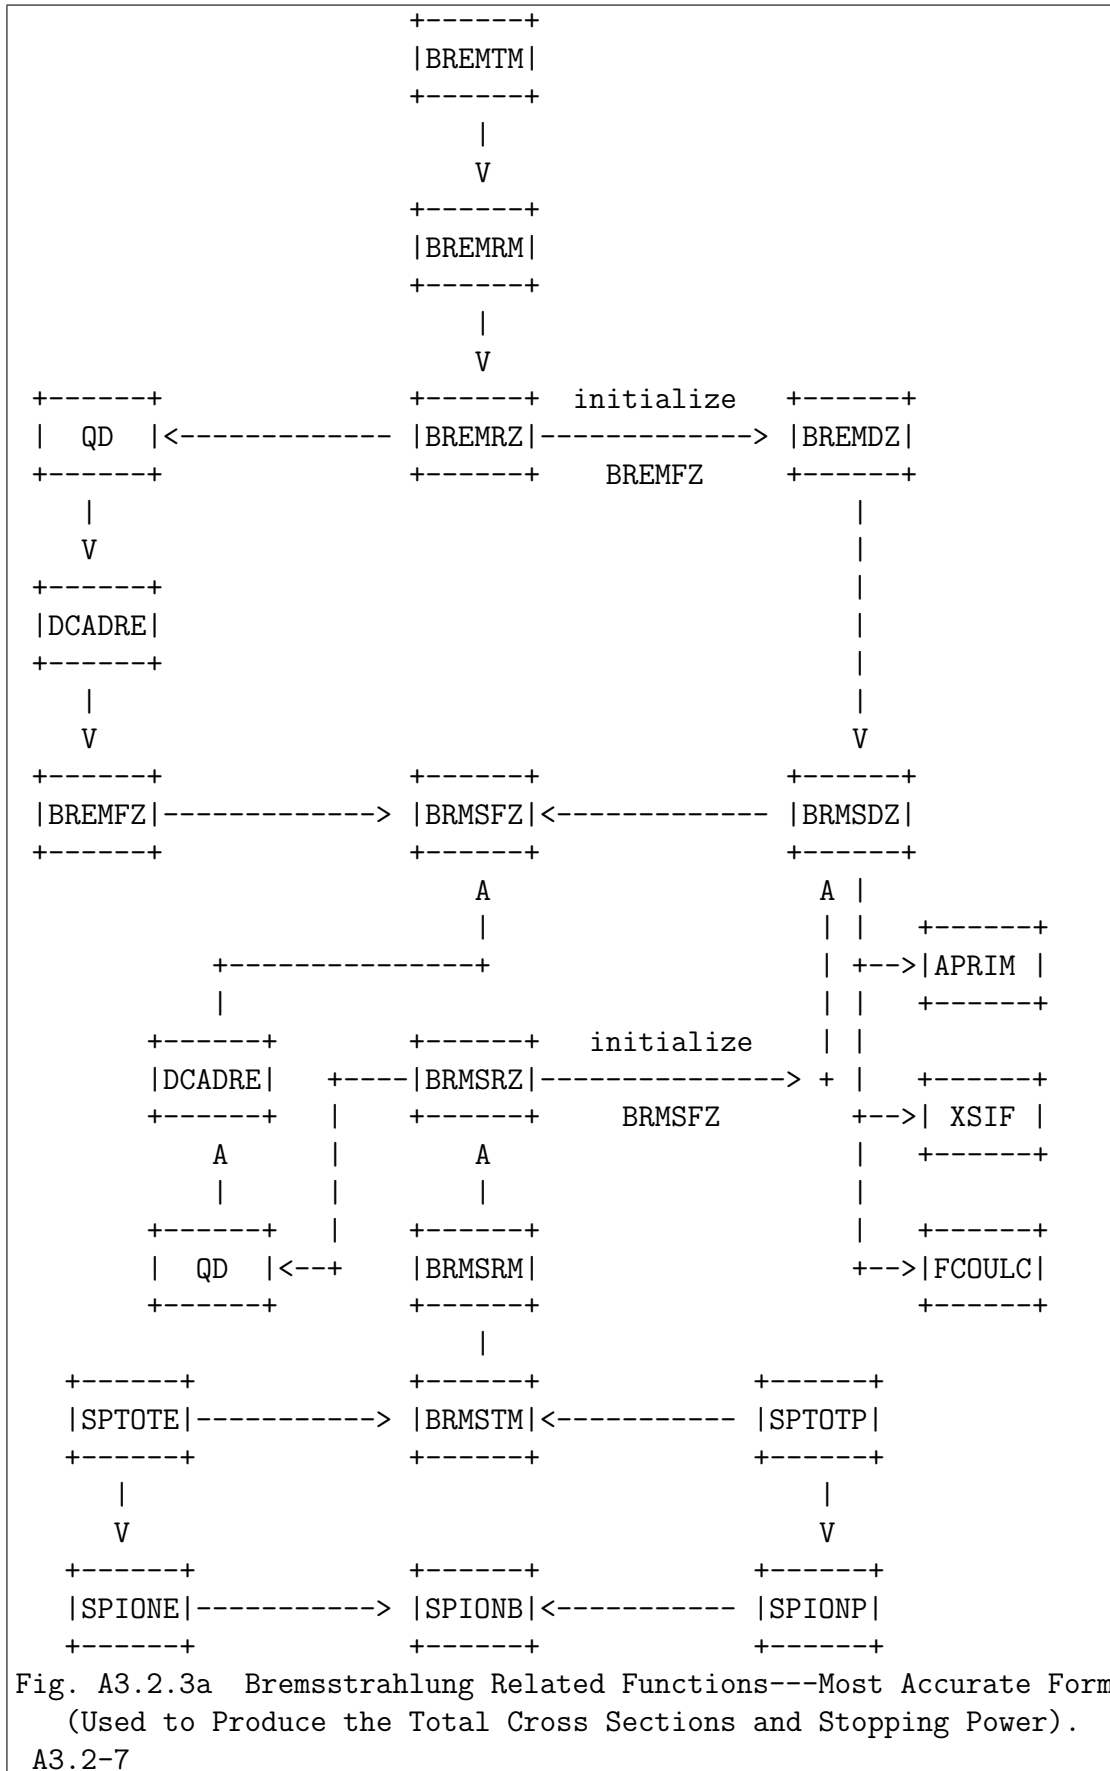 +------+
                         |BREMTM|
                         +------+
                             |
                             V
                         +------+
                         |BREMRM|
                         +------+
                             |
                             V
  +------+               +------+  initialize   +------+
  |  QD  |<------------- |BREMRZ|-------------> |BREMDZ|
  +------+               +------+    BREMFZ     +------+
     |                                              |
     V                                              |
  +------+                                          |
  |DCADRE|                                          |
  +------+                                          |
     |                                              |
     V                                              V
  +------+               +------+               +------+
  |BREMFZ|-------------> |BRMSFZ|<------------- |BRMSDZ|
  +------+               +------+               +------+
                             A                    A |
                             |                    | |   +------+
             +---------------+                    | +-->|APRIM |
             |                                    | |   +------+
         +------+        +------+   initialize    | |
         |DCADRE|   +----|BRMSRZ|---------------> + |   +------+
         +------+   |    +------+     BRMSFZ        +-->| XSIF |
             A      |        A                      |   +------+
             |      |        |                      |
         +------+   |    +------+                   |   +------+
         |  QD  |<--+    |BRMSRM|                   +-->|FCOULC|
         +------+        +------+                       +------+
                             |
    +------+             +------+             +------+
    |SPTOTE|-----------> |BRMSTM|<----------- |SPTOTP|
    +------+             +------+             +------+
       |                                          |
       V                                          V
    +------+             +------+             +------+
    |SPIONE|-----------> |SPIONB|<----------- |SPIONP|
    +------+             +------+             +------+
Fig. A3.2.3a  Bremsstrahlung Related Functions---Most Accurate Form
   (Used to Produce the Total Cross Sections and Stopping Power).
 A3.2-7